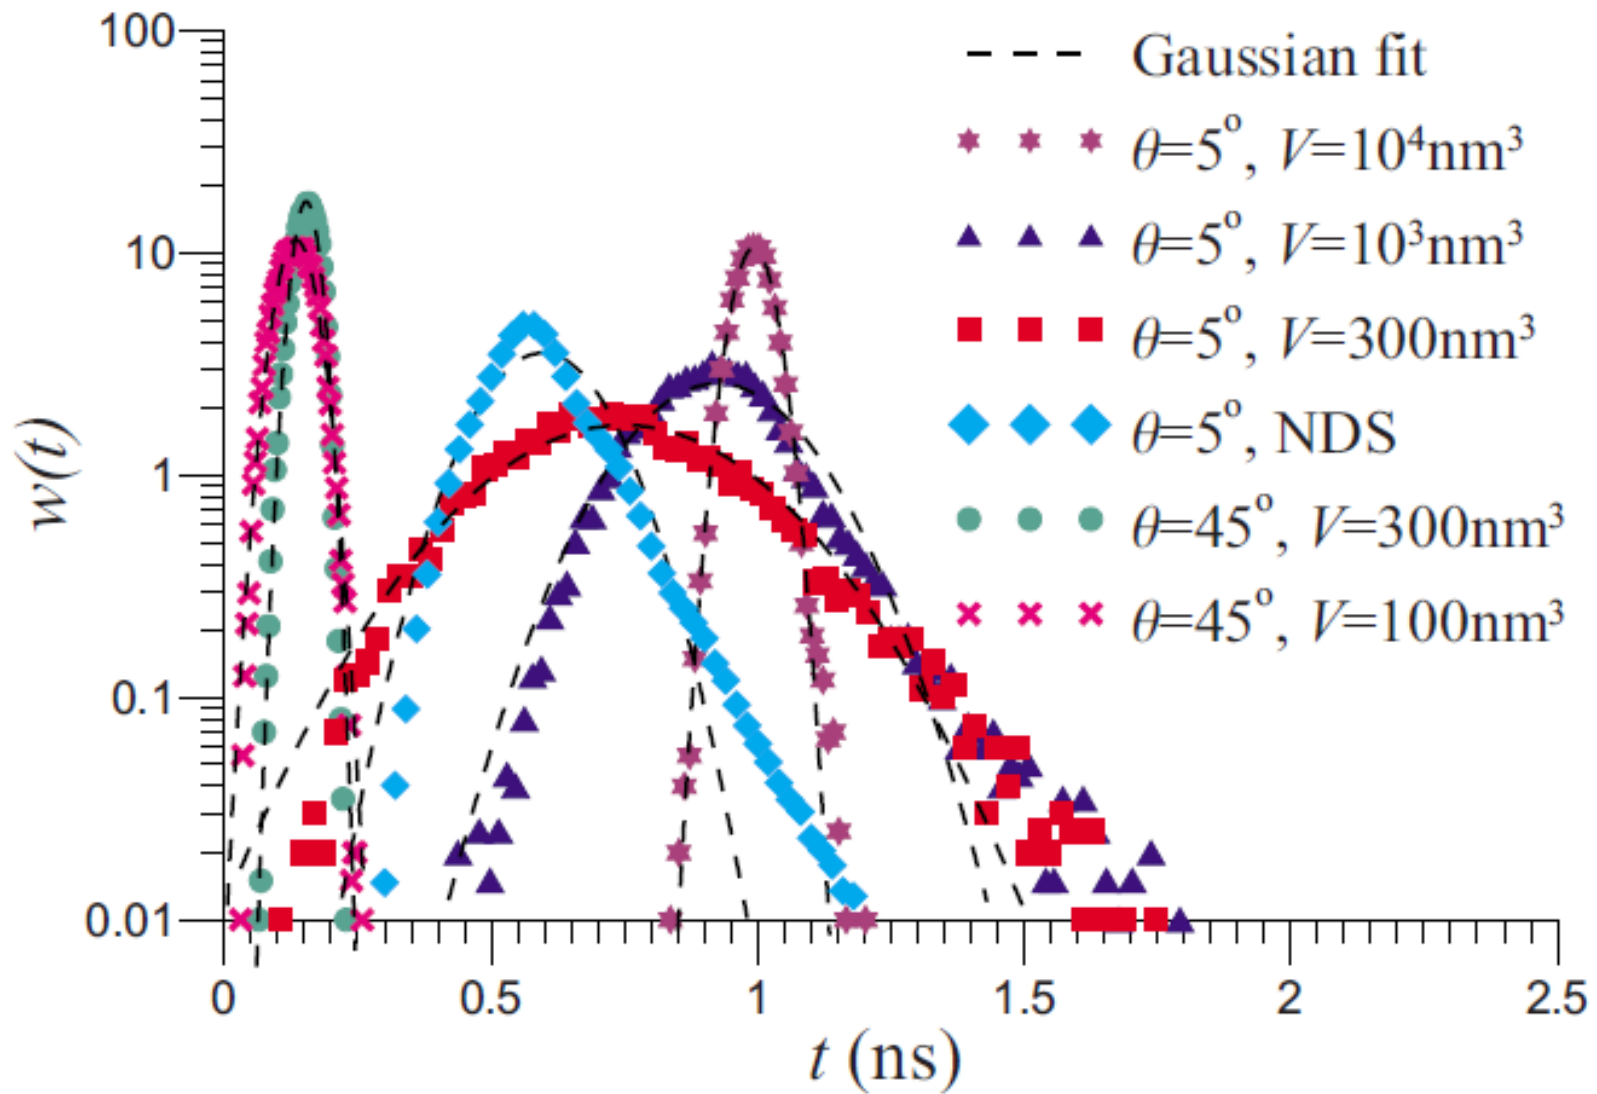 100
10
1
0.1
0.01
w(t)
0
0.5
1
1.5
2
2.5
t (ns)
Gaussian fit
θ=5°, V=10⁴nm³
θ=5°, V=10³nm³
θ=5°, V=300nm³
θ=5°, NDS
θ=45°, V=300nm³
θ=45°, V=100nm³